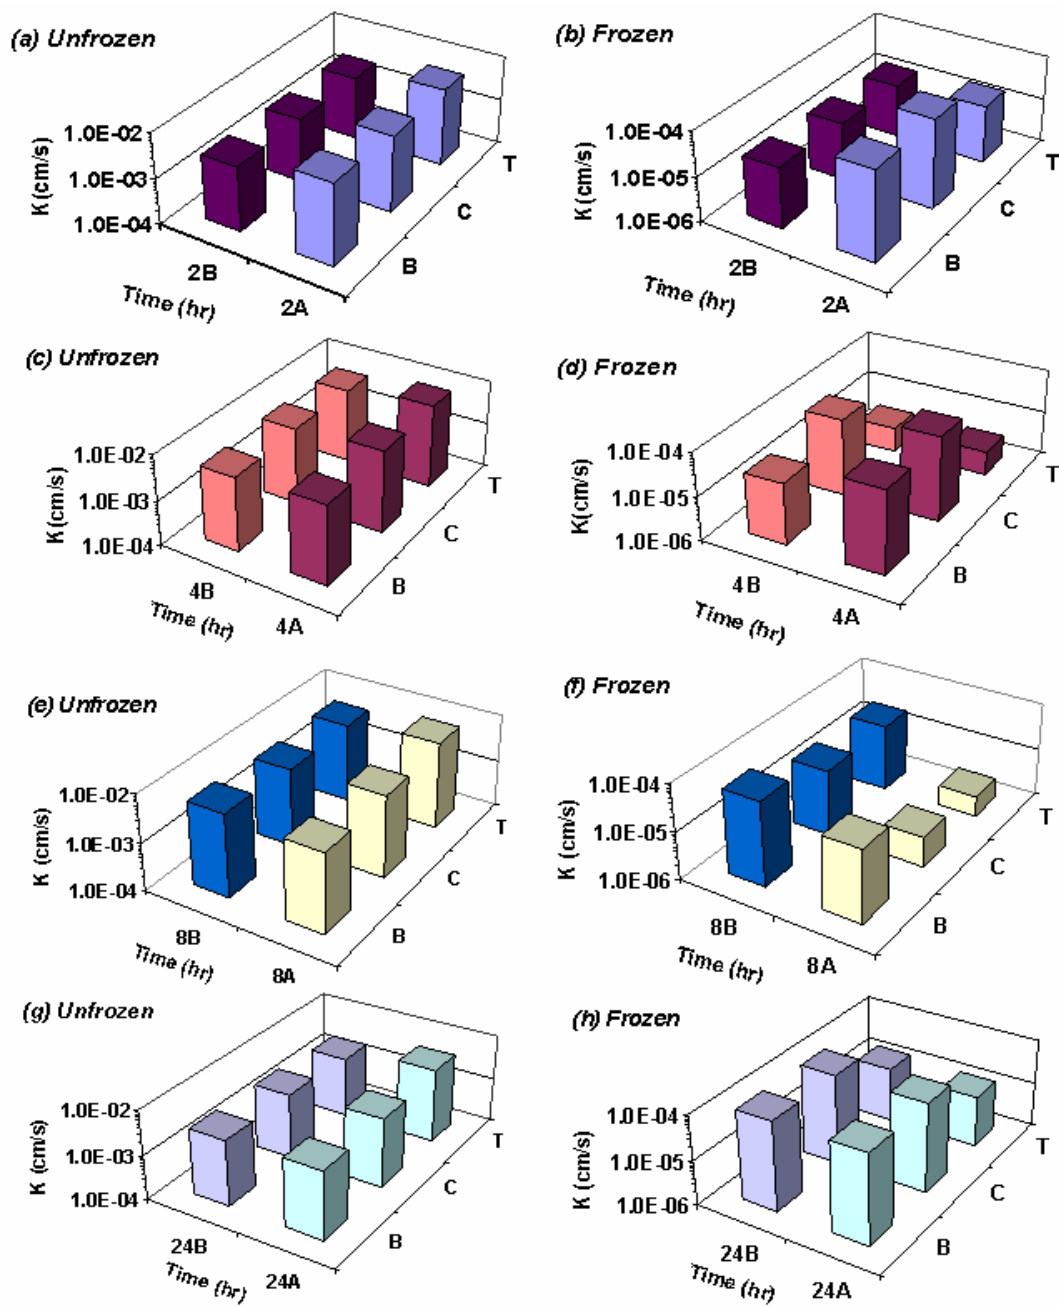 (a) Unfrozen
K (cm/s)
1.0E-02
1.0E-03
1.0E-04
2B
2A
Time (hr)
B
C
T
(b) Frozen
K(cm/s)
1.0E-04
1.0E-05
1.0E-06
2B
2A
Time (hr)
B
C
T
(c) Unfrozen
K(cm/s)
1.0E-02
1.0E-03
1.0E-04
4B
4A
Time (hr)
B
C
T
(d) Frozen
K(cm/s)
1.0E-04
1.0E-05
1.0E-06
4B
4A
Time (hr)
B
C
T
(e) Unfrozen
K (cm/s)
1.0E-02
1.0E-03
1.0E-04
8B
8A
Time (hr)
B
C
T
(f) Frozen
K (cm/s)
1.0E-04
1.0E-05
1.0E-06
8B
8A
Time (hr)
B
C
T
(g) Unfrozen
K (cm/s)
1.0E-02
1.0E-03
1.0E-04
24B
24A
Time (hr)
B
C
T
(h) Frozen
K (cm/s)
1.0E-04
1.0E-05
1.0E-06
24B
24A
Time (hr)
B
C
T